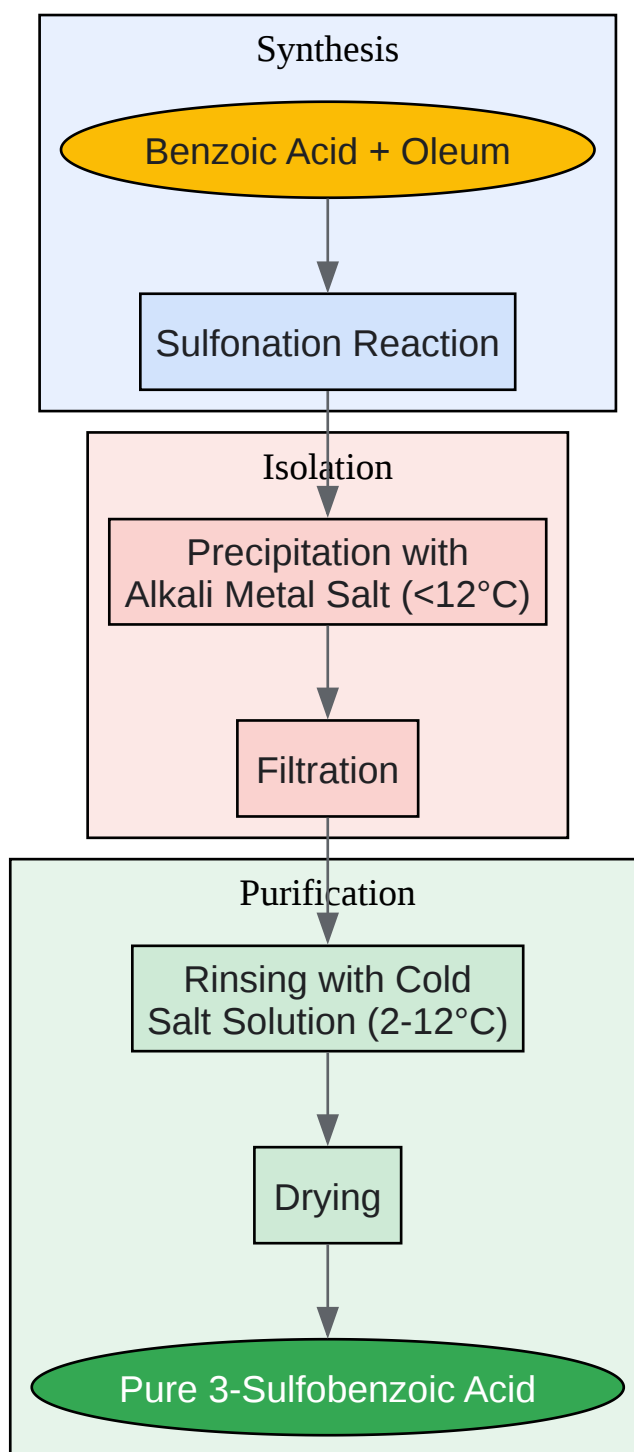 Synthesis
Benzoic Acid + Oleum
Sulfonation Reaction
Isolation
Precipitation with
Alkali Metal Salt (<12°C)
Filtration
Purification
Rinsing with Cold
Salt Solution (2-12°C)
Drying
Pure 3-Sulfobenzoic Acid